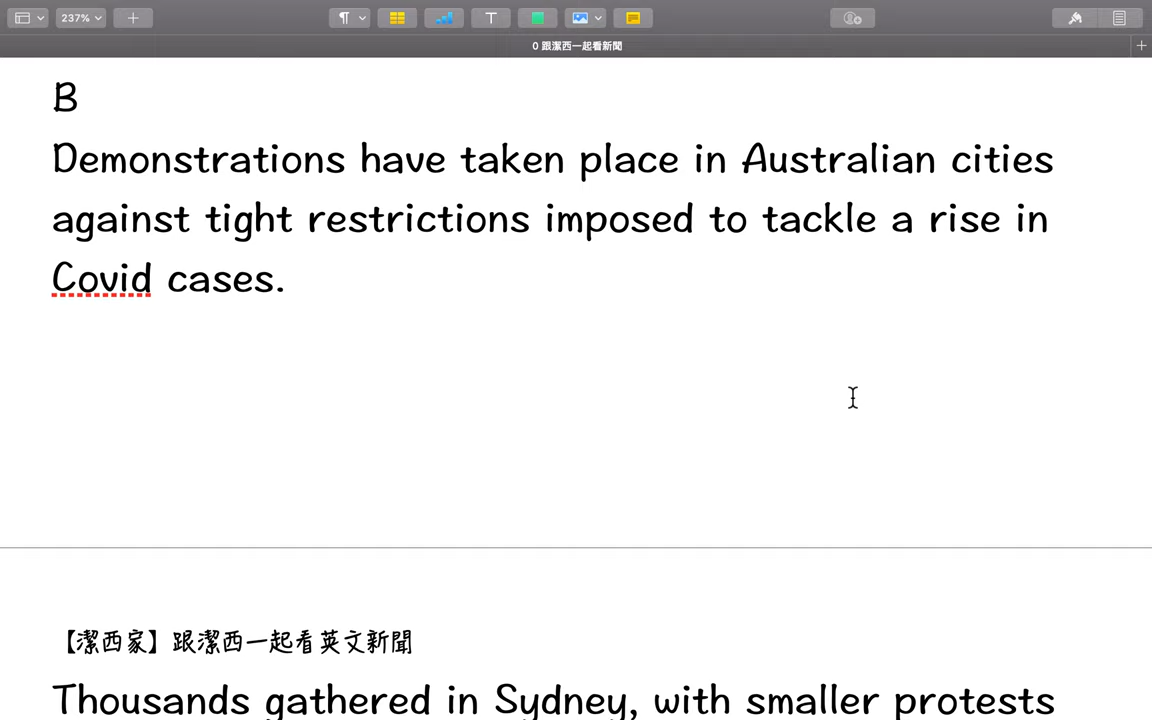 237%
0 跟潔西一起看新聞
B
Demonstrations have taken place in Australian cities
against tight restrictions imposed to tackle a rise in
Covid cases.
【潔西家】跟潔西一起看英文新聞
Thousands gathered in Sydney, with smaller protests